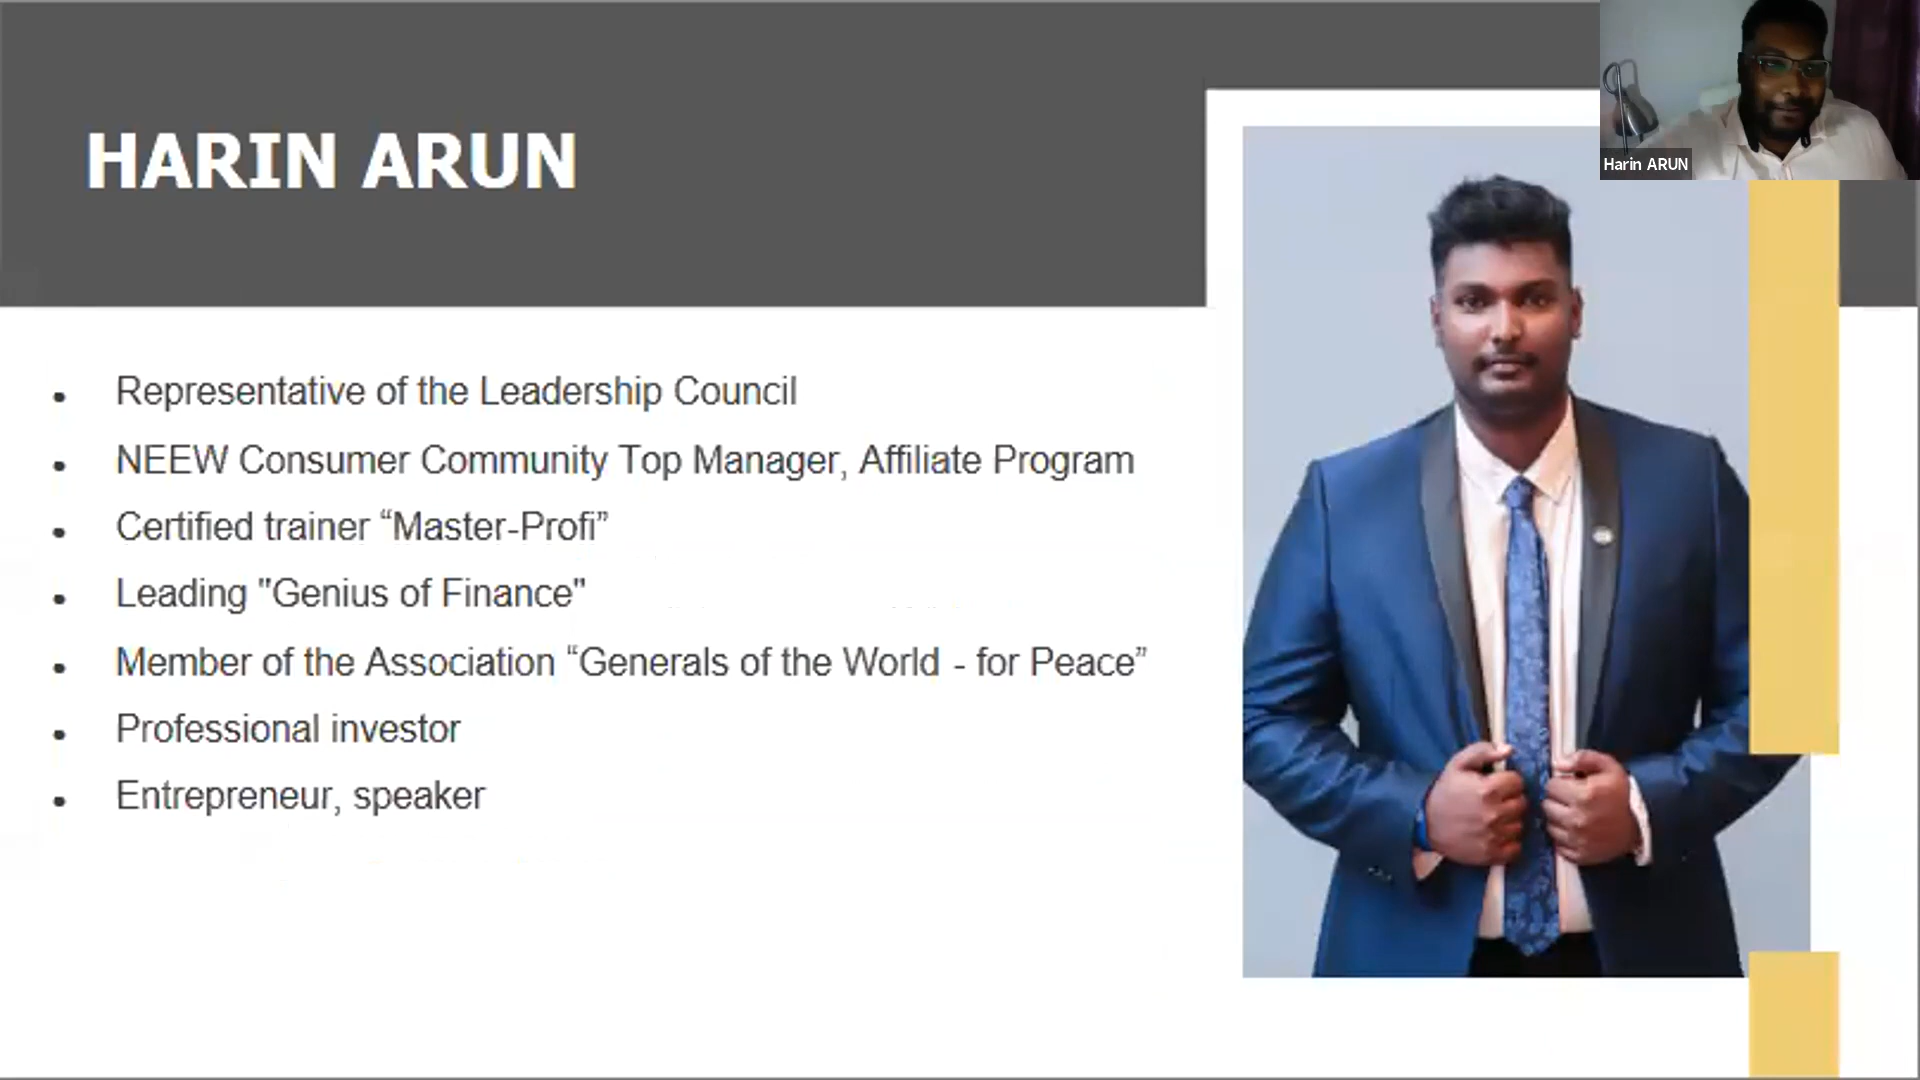 HARIN ARUN
Harin ARUN
Representative of the Leadership Council
NEEW Consumer Community Top Manager, Affiliate Program
Certified trainer “Master-Profi”
Leading "Genius of Finance"
Member of the Association “Generals of the World - for Peace”
Professional investor
Entrepreneur, speaker